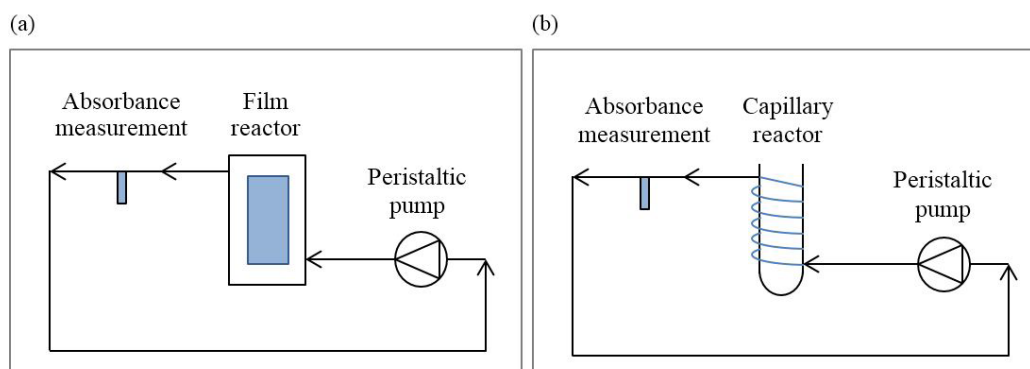 (a)
Absorbance
measurement
Film
reactor
Peristaltic
pump
(b)
Absorbance
measurement
Capillary
reactor
Peristaltic
pump